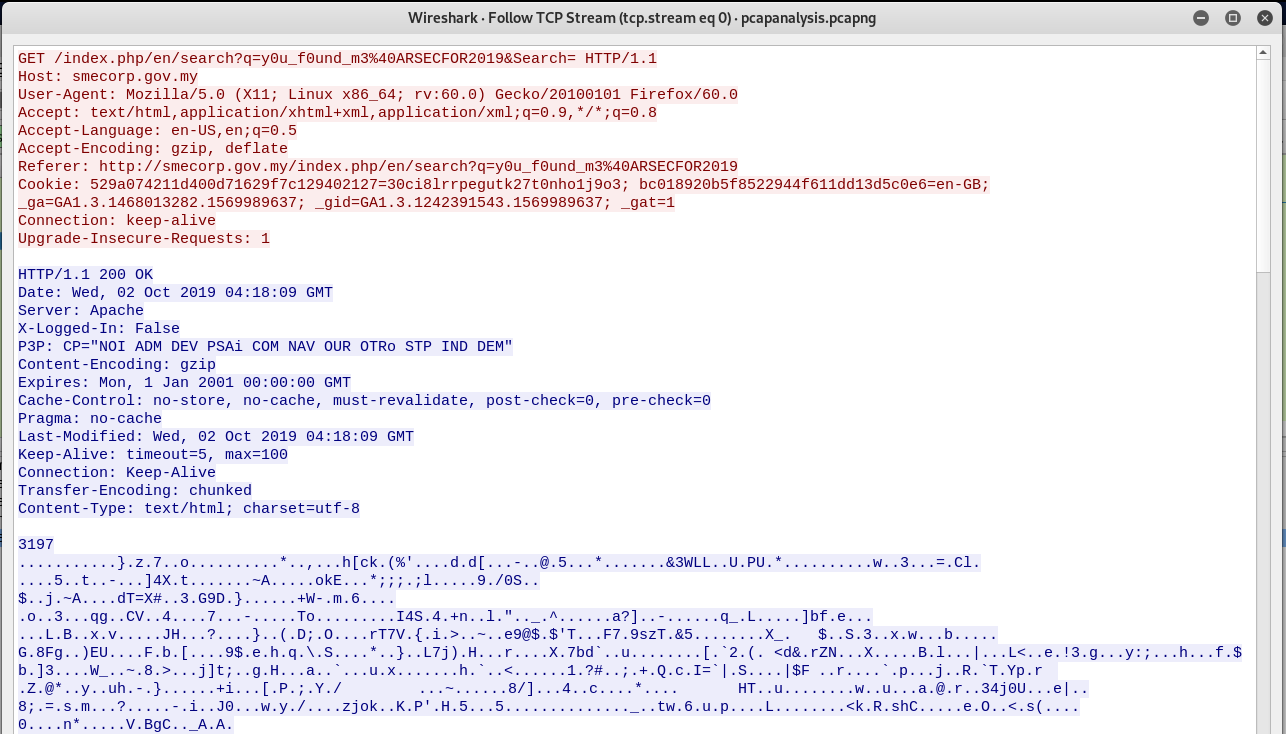 Wireshark · Follow TCP Stream (tcp.stream eq 0) · pcapanalysis.pcapng
GET /index.php/en/search?q=y0u_f0und_m3%40ARSECFOR2019&Search= HTTP/1.1
Host: smecorp.gov.my
User-Agent: Mozilla/5.0 (X11; Linux x86_64; rv:60.0) Gecko/20100101 Firefox/60.0
Accept: text/html,application/xhtml+xml,application/xml;q=0.9,*/*;q=0.8
Accept-Language: en-US,en;q=0.5
Accept-Encoding: gzip, deflate
Referer: http://smecorp.gov.my/index.php/en/search?q=y0u_f0und_m3%40ARSECFOR2019
Cookie: 529a074211d400d71629f7c129402127=30ci8lrrpegutk27t0nho1j9o3; bc018920b5f8522944f611dd13d5c0e6=en-GB;
_ga=GA1.3.1468013282.1569989637; _gid=GA1.3.1242391543.1569989637; _gat=1
Connection: keep-alive
Upgrade-Insecure-Requests: 1
HTTP/1.1 200 OK
Date: Wed, 02 Oct 2019 04:18:09 GMT
Server: Apache
X-Logged-In: False
P3P: CP="NOI ADM DEV PSAi COM NAV OUR OTRo STP IND DEM"
Content-Encoding: gzip
Expires: Mon, 1 Jan 2001 00:00:00 GMT
Cache-Control: no-store, no-cache, must-revalidate, post-check=0, pre-check=0
Pragma: no-cache
Last-Modified: Wed, 02 Oct 2019 04:18:09 GMT
Keep-Alive: timeout=5, max=100
Connection: Keep-Alive
Transfer-Encoding: chunked
Content-Type: text/html; charset=utf-8
3197
...........}.z.7..o..........*..,...h[ck.(%'....d.d[...-..@.5...*.......&3WLL..U.PU.*..........w..3...=.Cl.
....5..t..-...]4X.t.......~A.....okE...*;;;.;l.....9./0S..
$..j.~A....dT=X#..3.G9D.}......+W-.m.6....
.o..3...qg..CV..4....7...-.....To.........I4S.4.+n..l.".._.^......a?]..-......q_.L.....]bf.e...
...L.B..x.v.....JH...?....}..(.D;.O....rT7V.{.i.>..~..e9@$.$'T...F7.9szT.&5........X_.   $..S.3..x.w...b.....
G.8Fg..)EU....F.b.[....9$.e.h.q.\.S....*..}..L7j).H...r....X.7bd`..u.......[.`2.(. <d&.rZN...X.....B.l...|...L<..e.!3.g...y:;...h...f.$
b.]3....W_..~.8.>...j]t;..g.H...a..`...u.x.......h.`..<......1.?#..;.+.Q.c.I=`|.S....|$F ..r....`.p...j..R.`T.Yp.r
.Z.@*..y..uh.-.}......+i...[.P.;.Y./         ...~......8/]...4..c....*....       HT..u........w..u...a.@.r..34j0U...e|..
8;.=.s.m...?.....-.i..J0...w.y./....zjok..K.P'.H.5...5.............._..tw.6.u.p....L........<k.R.shC.....e.O..<.s(....
0....n*.....V.BgC.._A.A.